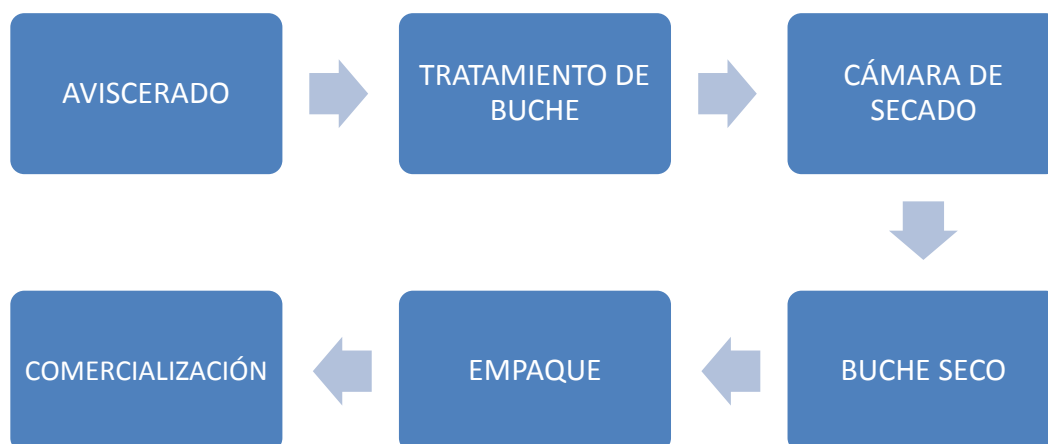 AVISCERADO
TRATAMIENTO DE
BUCHE
CÁMARA DE
SECADO
BUCHE SECO
EMPAQUE
COMERCIALIZACIÓN